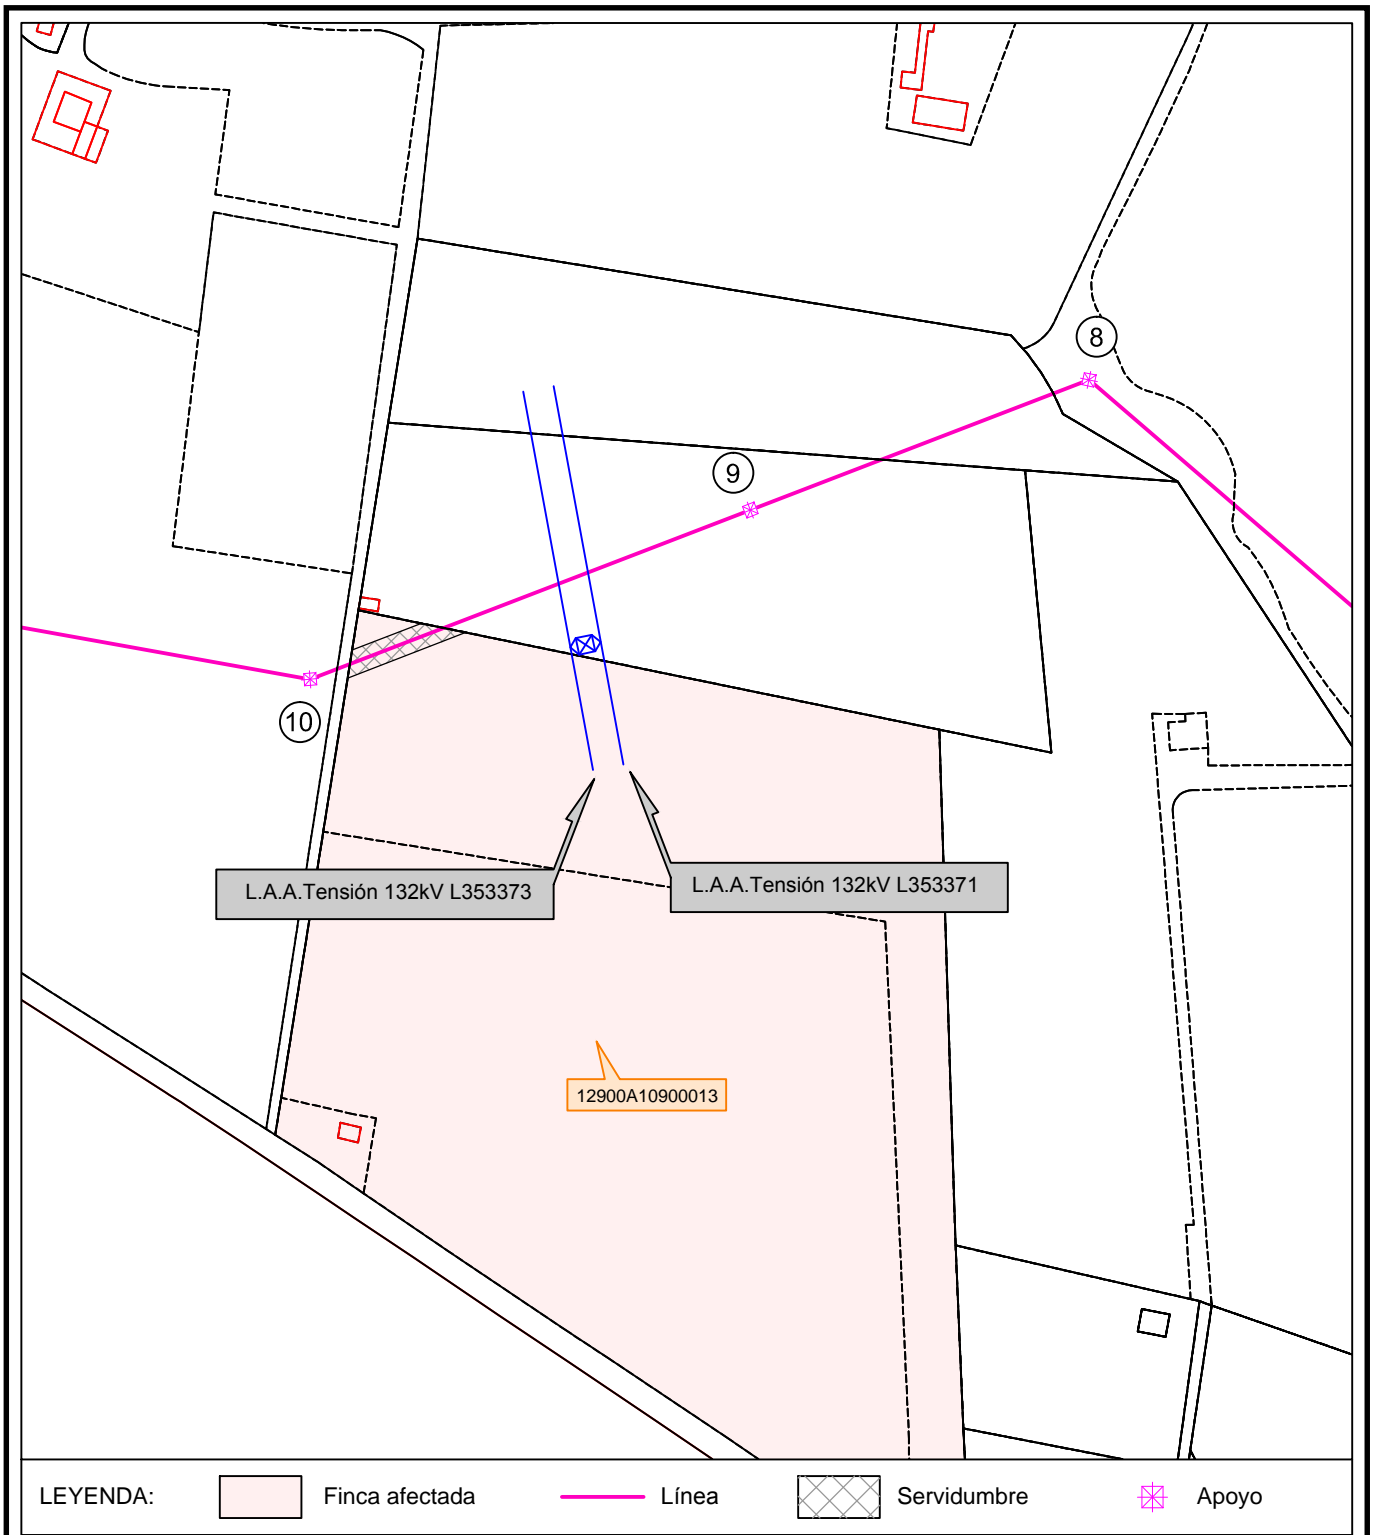 8
9
10
L.A.A.Tensión 132kV L353373
L.A.A.Tensión 132kV L353371
12900A10900013
LEYENDA:
Finca afectada
Línea
Servidumbre
Apoyo